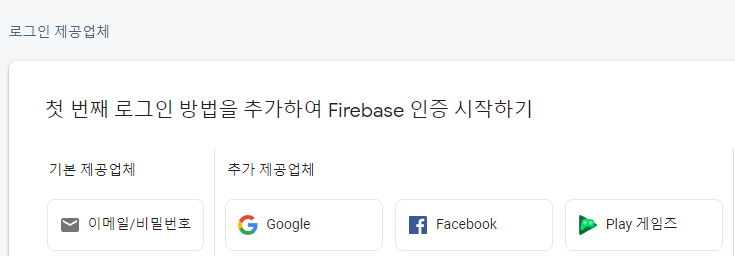 로그인 제공업체
첫 번째 로그인 방법을 추가하여 Firebase 인증 시작하기
기본 제공업체
추가 제공업체
이메일/비밀번호
Google
Facebook
Play 게임즈